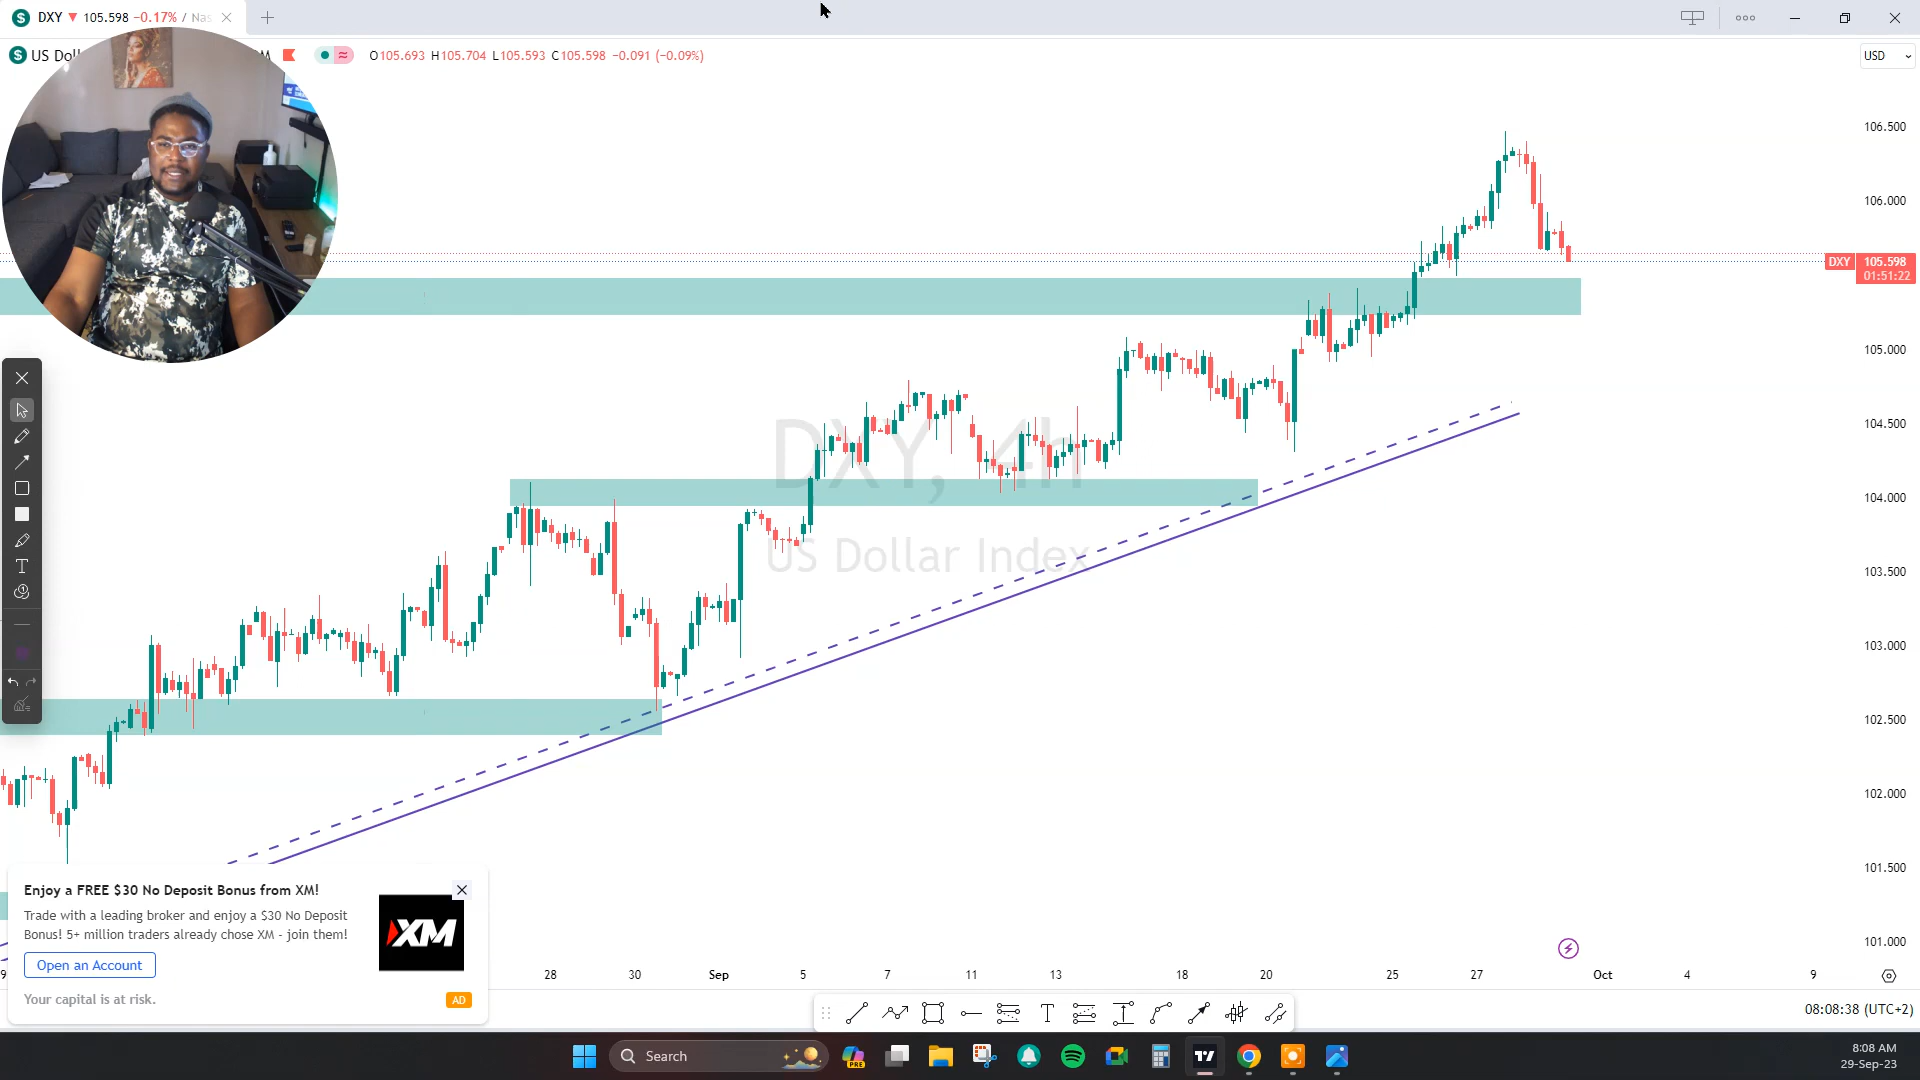 DXY ▼ 105.598 −0.17% / Nas
US Dol
M
O105.693 H105.704 L105.593 C105.598 −0.091 (−0.09%)
USD
106.500
106.000
DXY 105.598
01:51:22
105.000
104.500
104.000
103.500
103.000
102.500
102.000
101.500
101.000
DXY, 4h
US Dollar Index
Enjoy a FREE $30 No Deposit Bonus from XM!
Trade with a leading broker and enjoy a $30 No Deposit
Bonus! 5+ million traders already chose XM - join them!
XM
Open an Account
Your capital is at risk.
AD
9 28 30 Sep 5 7 11 13 18 20 25 27 Oct 4 9
08:08:38 (UTC+2)
Search
PRE
8:08 AM
29-Sep-23